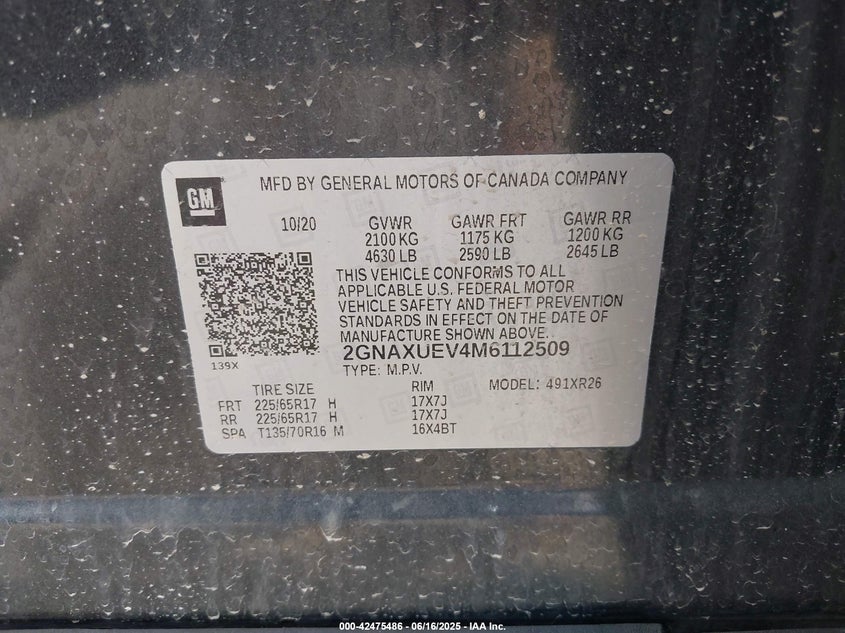 GM
MFD BY GENERAL MOTORS OF CANADA COMPANY
10/20 GVWR GAWR FRT GAWR RR
2100 KG 1175 KG 1200 KG
4630 LB 2590 LB 2645 LB
THIS VEHICLE CONFORMS TO ALL
APPLICABLE U.S. FEDERAL MOTOR
VEHICLE SAFETY AND THEFT PREVENTION
STANDARDS IN EFFECT ON THE DATE OF
MANUFACTURE SHOWN ABOVE.
2GNAXUEV4M6112509
139X
TYPE: M.P.V.
TIRE SIZE RIM MODEL: 491XR26
FRT 225/65R17 H 17X7J
RR 225/65R17 H 17X7J
SPA T135/70R16 M 16X4BT
000-42475486 - 06/16/2025 - IAA Inc.